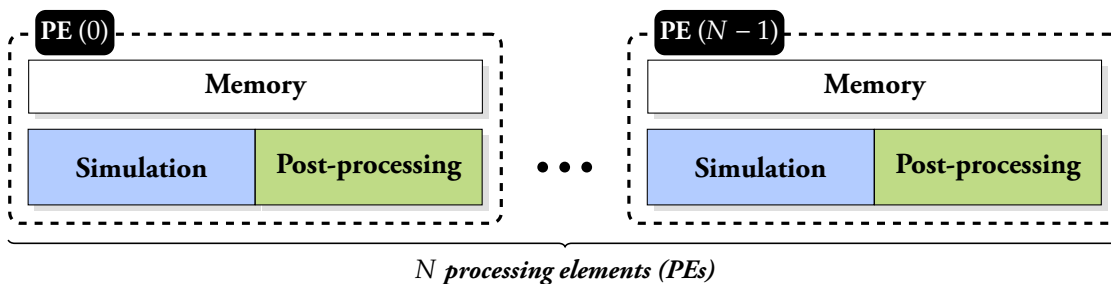 PE (0) PE (N − 1)
Memory Memory
Simulation Post-processing Simulation Post-processing
N processing elements (PEs)